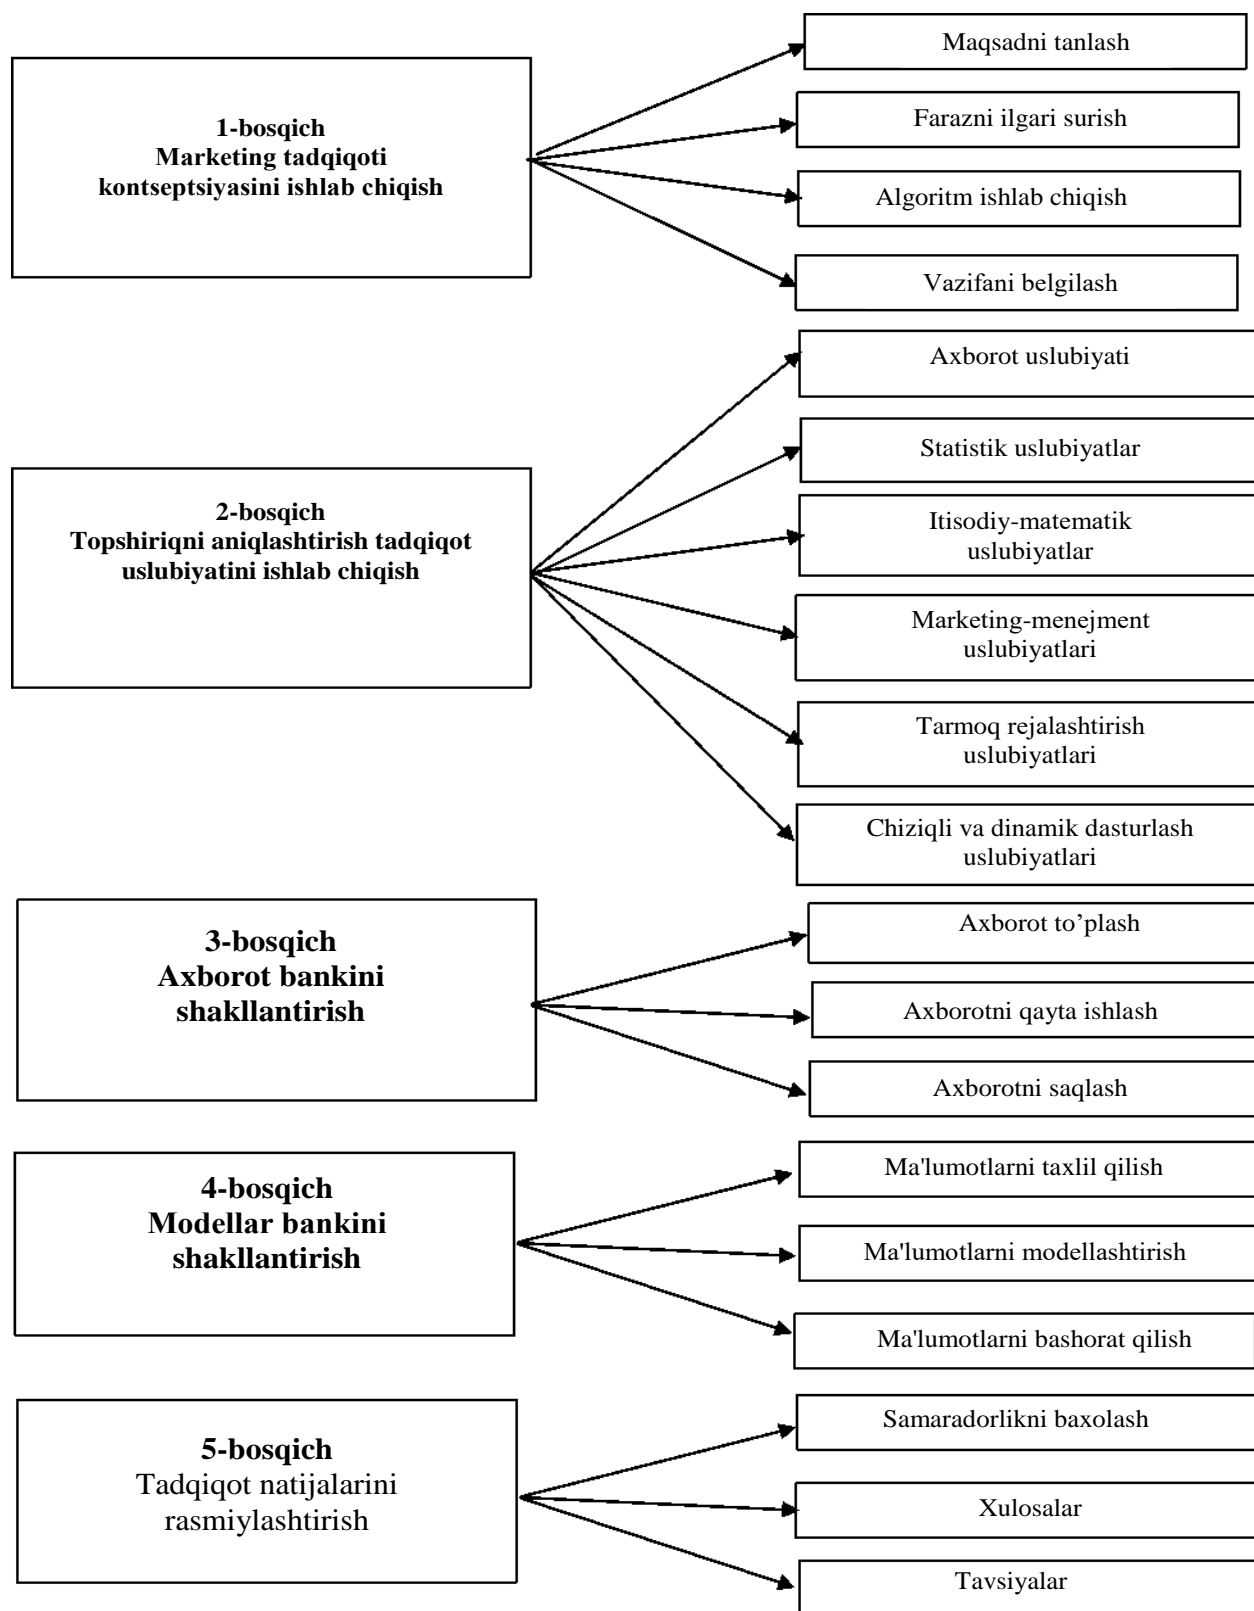 1-bosqich
Marketing tadqiqoti
kontseptsiyasini ishlab chiqish
Maqsadni tanlash
Farazni ilgari surish
Algoritm ishlab chiqish
Vazifani belgilash
2-bosqich
Topshiriqni aniqlashtirish tadqiqot
uslubiyatini ishlab chiqish
Axborot uslubiyati
Statistik uslubiyatlar
Itisodiy-matematik
uslubiyatlar
Marketing-menejment
uslubiyatlari
Tarmoq rejalashtirish
uslubiyatlari
Chiziqli va dinamik dasturlash
uslubiyatlari
3-bosqich
Axborot bankini
shakllantirish
Axborot to’plash
Axborotni qayta ishlash
Axborotni saqlash
4-bosqich
Modellar bankini
shakllantirish
Ma'lumotlarni taxlil qilish
Ma'lumotlarni modellashtirish
Ma'lumotlarni bashorat qilish
5-bosqich
Tadqiqot natijalarini
rasmiylashtirish
Samaradorlikni baxolash
Xulosalar
Tavsiyalar